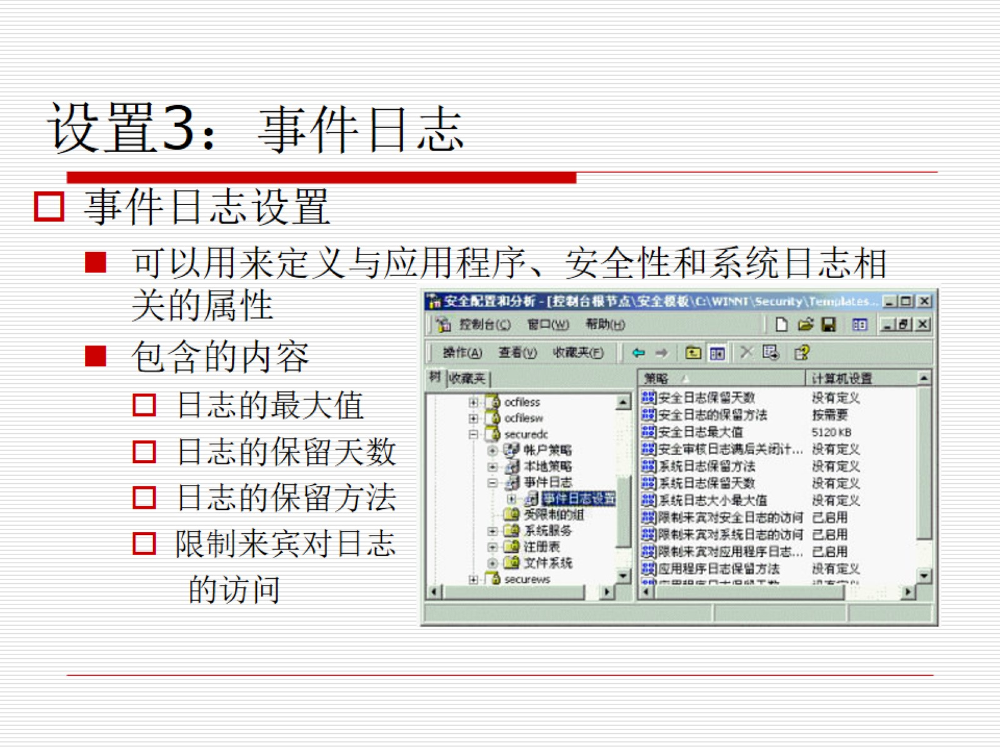 设置3：事件日志
事件日志设置
可以用来定义与应用程序、安全性和系统日志相
关的属性
包含的内容
日志的最大值
日志的保留天数
日志的保留方法
限制来宾对日志
的访问
安全配置和分析 - [控制台根节点\安全模板\C:\WINNT\Security\Templates...
控制台(C) 窗口(W) 帮助(H)
操作(A) 查看(V) 收藏夹(F)
树 收藏夹
ocfiless
ocfilesw
securedc
帐户策略
本地策略
事件日志
事件日志设置
受限制的组
系统服务
注册表
文件系统
securews
策略 计算机设置
安全日志保留天数 没有定义
安全日志的保留方法 按需要
安全日志最大值 5120 KB
安全审核日志满后关闭计... 没有定义
系统日志保留方法 没有定义
系统日志保留天数 没有定义
系统日志大小最大值 没有定义
限制来宾对安全日志的访问 已启用
限制来宾对系统日志的访问 已启用
限制来宾对应用程序日志... 已启用
应用程序日志保留方法 没有定义